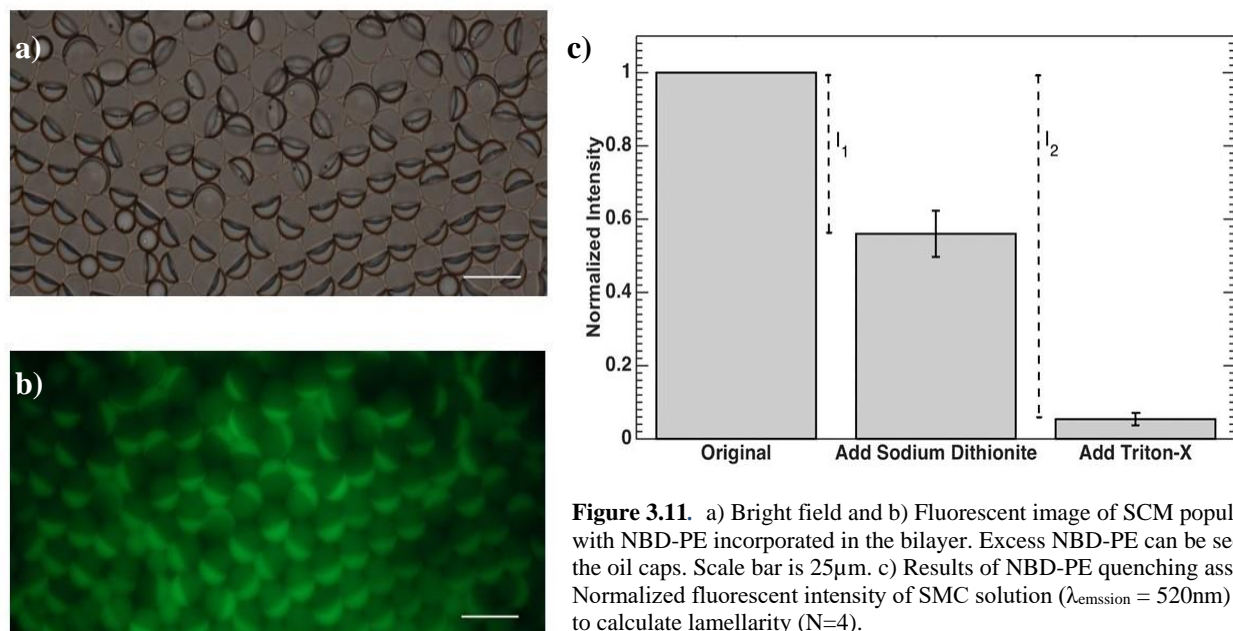 a)
b)
c)
1
0.8
0.6
0.4
0.2
0
Normalized Intensity
I1
I2
Original
Add Sodium Dithionite
Add Triton-X
Figure 3.11. a) Bright field and b) Fluorescent image of SCM popul
with NBD-PE incorporated in the bilayer. Excess NBD-PE can be se
the oil caps. Scale bar is 25µm. c) Results of NBD-PE quenching ass
Normalized fluorescent intensity of SMC solution (λemssion = 520nm)
to calculate lamellarity (N=4).